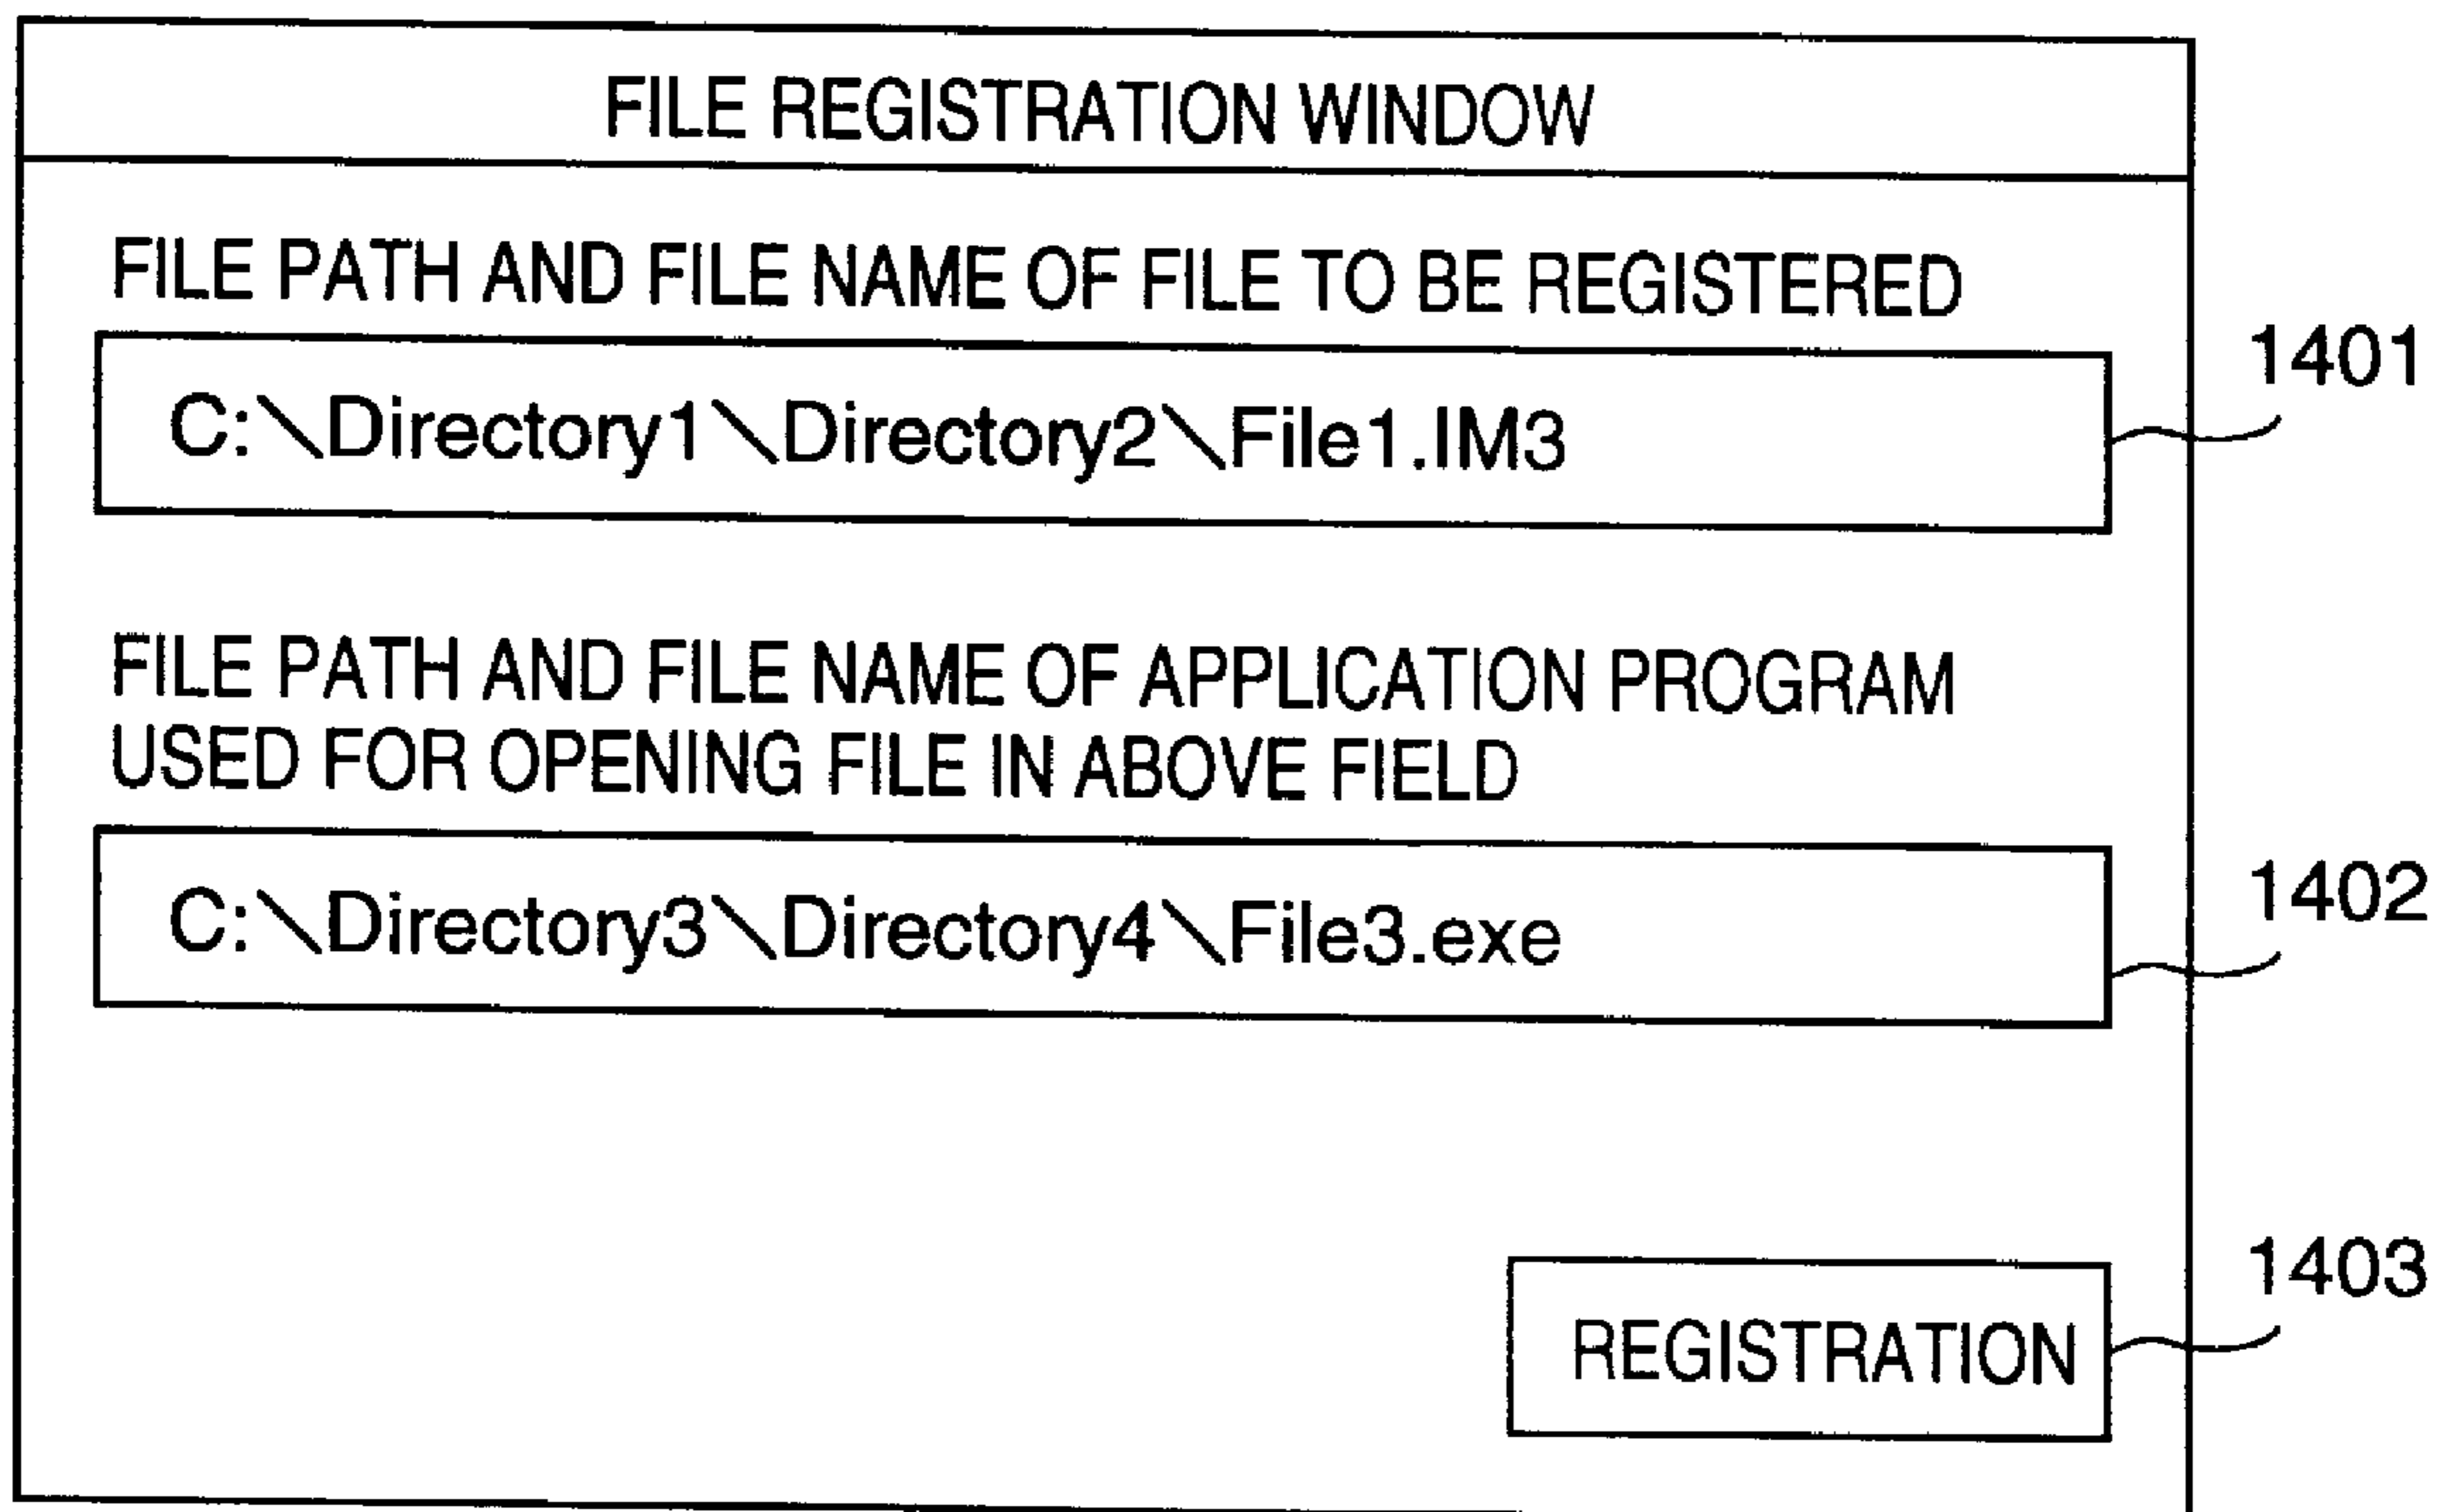 FILE REGISTRATION WINDOW
FILE PATH AND FILE NAME OF FILE TO BE REGISTERED
1401
C:\Directory1\Directory2\File1.IM3
FILE PATH AND FILE NAME OF APPLICATION PROGRAM
USED FOR OPENING FILE IN ABOVE FIELD
1402
C:\Directory3\Directory4\File3.exe
1403
REGISTRATION